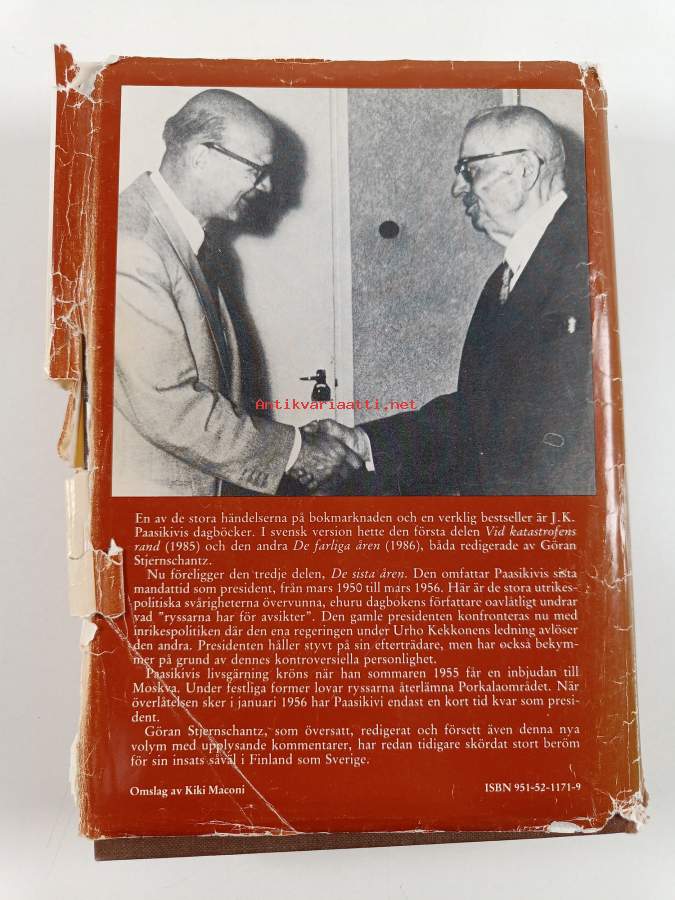 Antikvariaatti.net
En av de stora händelserna på bokmarknaden och en verklig bestseller är J.K.
Paasikivis dagböcker. I svensk version hette den första delen Vid katastrofens
rand (1985) och den andra De farliga åren (1986), båda redigerade av Göran
Stjernschantz.
Nu föreligger den tredje delen, De sista åren. Den omfattar Paasikivis sista
mandattid som president, från mars 1950 till mars 1956. Här är de stora utrikes-
politiska svårigheterna övervunna, ehuru dagbokens författare oavlåtligt undrar
vad "ryssarna har för avsikter". Den gamle presidenten konfronteras nu med
inrikespolitiken där den ena regeringen under Urho Kekkonens ledning avlöser
den andra. Presidenten håller styvt på sin efterträdare, men har också bekym-
mer på grund av dennes kontroversiella personlighet.
Paasikivis livsgärning kröns när han sommaren 1955 får en inbjudan till
Moskva. Under festliga former lovar ryssarna återlämna Porkalaområdet. När
överlåtelsen sker i januari 1956 har Paasikivi endast en kort tid kvar som presi-
dent.
Göran Stjernschantz, som översatt, redigerat och försett även denna nya
volym med upplysande kommentarer, har redan tidigare skördat stort beröm
för sin insats såväl i Finland som Sverige.
Omslag av Kiki Maconi
ISBN 951-52-1171-9